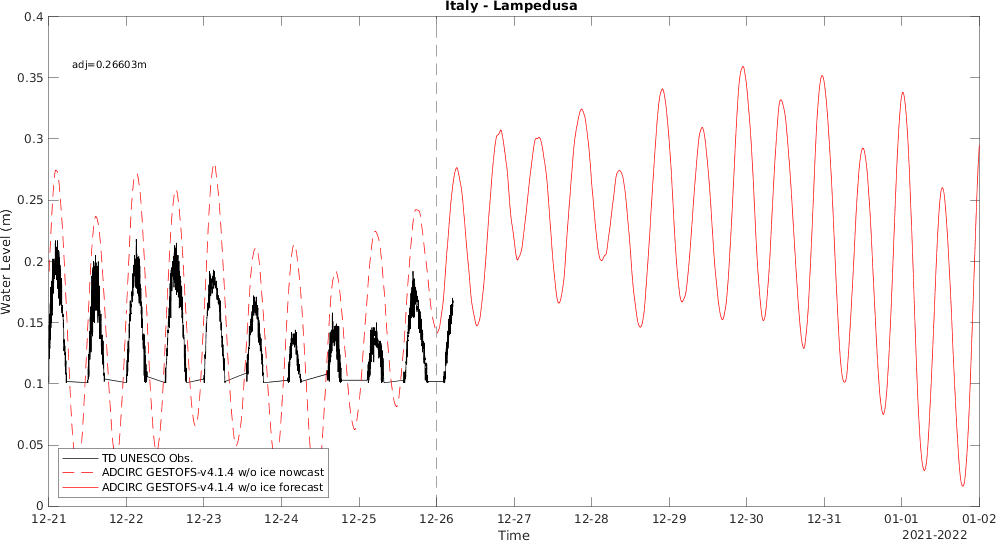 Italy - Lampedusa
0.4
0.35
0.3
0.25
0.2
0.15
0.1
0.05
0
Water Level (m)
adj=0.26603m
TD UNESCO Obs.
ADCIRC GESTOFS-v4.1.4 w/o ice nowcast
ADCIRC GESTOFS-v4.1.4 w/o ice forecast
12-21 12-22 12-23 12-24 12-25 12-26 12-27 12-28 12-29 12-30 12-31 01-01 01-02
Time
2021-2022